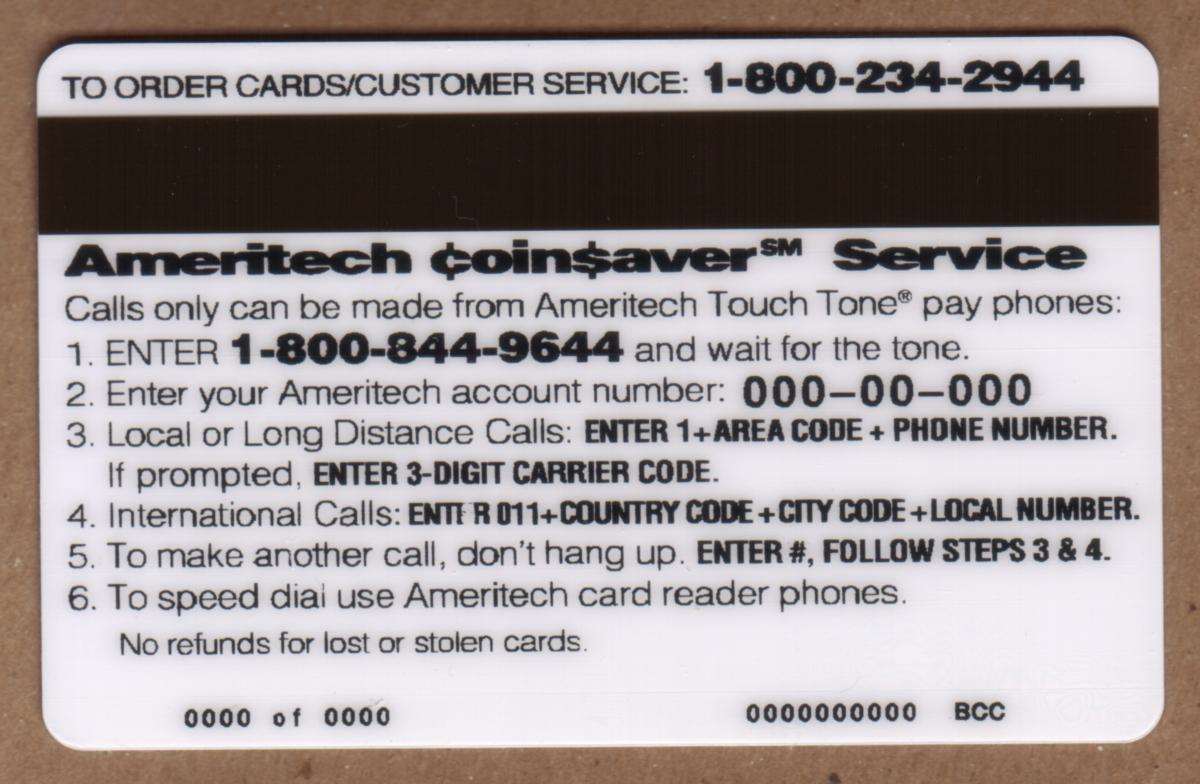 TO ORDER CARDS/CUSTOMER SERVICE: 1-800-234-2944
Ameritech ¢oin$aver℠ Service
Calls only can be made from Ameritech Touch Tone® pay phones:
1. ENTER 1-800-844-9644 and wait for the tone.
2. Enter your Ameritech account number: 000–00–000
3. Local or Long Distance Calls: ENTER 1+AREA CODE + PHONE NUMBER.
If prompted, ENTER 3-DIGIT CARRIER CODE.
4. International Calls: ENTER 011+COUNTRY CODE +CITY CODE +LOCAL NUMBER.
5. To make another call, don't hang up. ENTER #, FOLLOW STEPS 3 & 4.
6. To speed dial use Ameritech card reader phones.
No refunds for lost or stolen cards.
0000 of 0000 0000000000 BCC